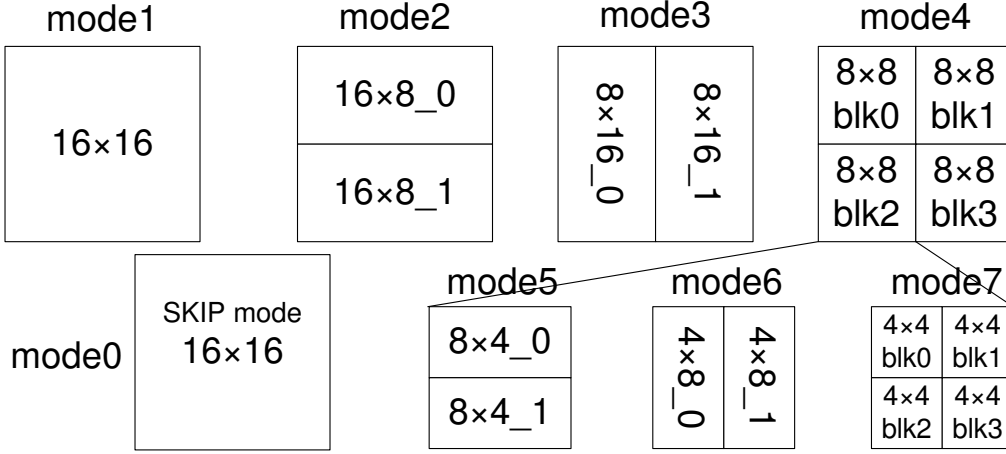 mode1
mode2
mode3
mode4
16×16
16×8_0
16×8_1
8×16_0
8×16_1
8×8
blk0
8×8
blk1
8×8
blk2
8×8
blk3
mode0
SKIP mode
16×16
mode5
mode6
mode7
8×4_0
8×4_1
4×8_0
4×8_1
4×4
blk0
4×4
blk1
4×4
blk2
4×4
blk3